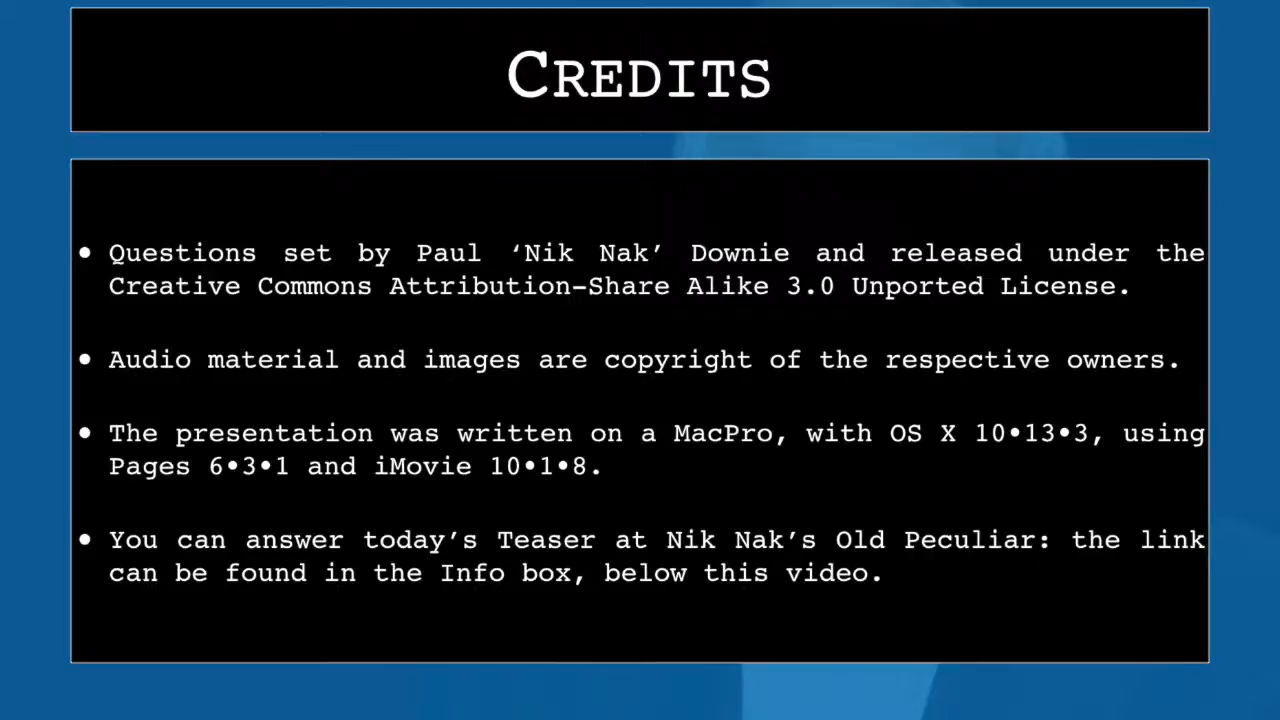 CREDITS
• Questions set by Paul ‘Nik Nak’ Downie and released under the
Creative Commons Attribution-Share Alike 3.0 Unported License.
• Audio material and images are copyright of the respective owners.
• The presentation was written on a MacPro, with OS X 10•13•3, using
Pages 6•3•1 and iMovie 10•1•8.
• You can answer today’s Teaser at Nik Nak’s Old Peculiar: the link
can be found in the Info box, below this video.